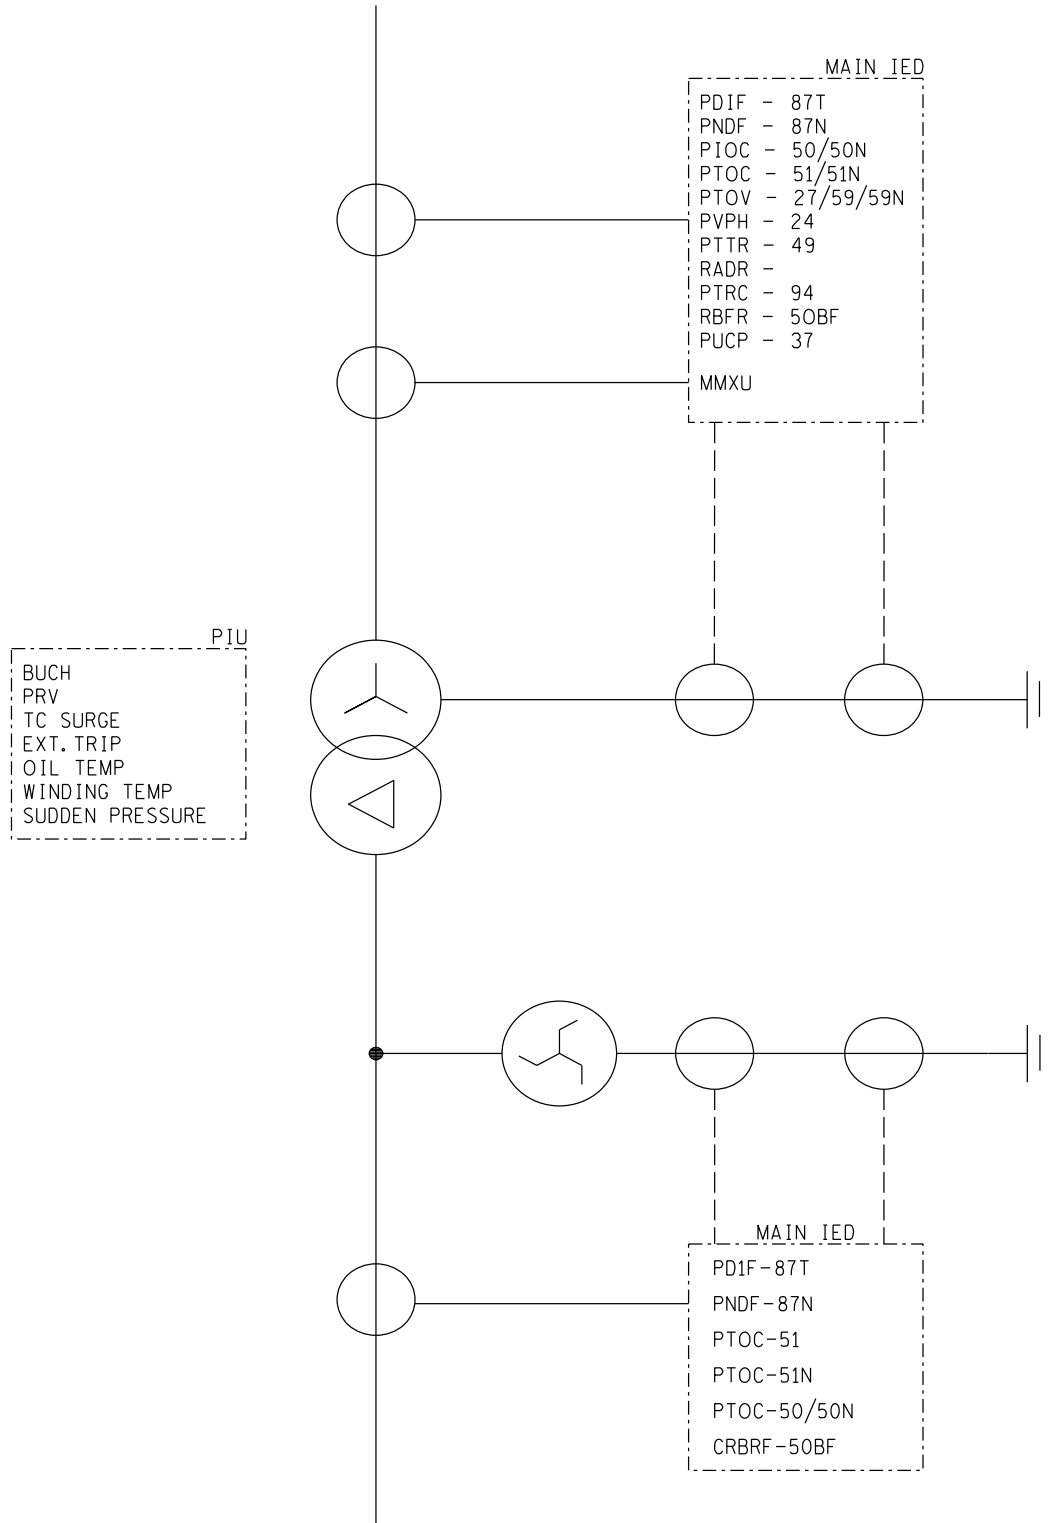 MAIN IED
PDIF - 87T
PNDF - 87N
PIOC - 50/50N
PTOC - 51/51N
PTOV - 27/59/59N
PVPH - 24
PTTR - 49
RADR -
PTRC - 94
RBFR - 50BF
PUCP - 37
MMXU
PIU
BUCH
PRV
TC SURGE
EXT. TRIP
OIL TEMP
WINDING TEMP
SUDDEN PRESSURE
MAIN IED
PD1F-87T
PNDF-87N
PTOC-51
PTOC-51N
PTOC-50/50N
CRBRF-50BF